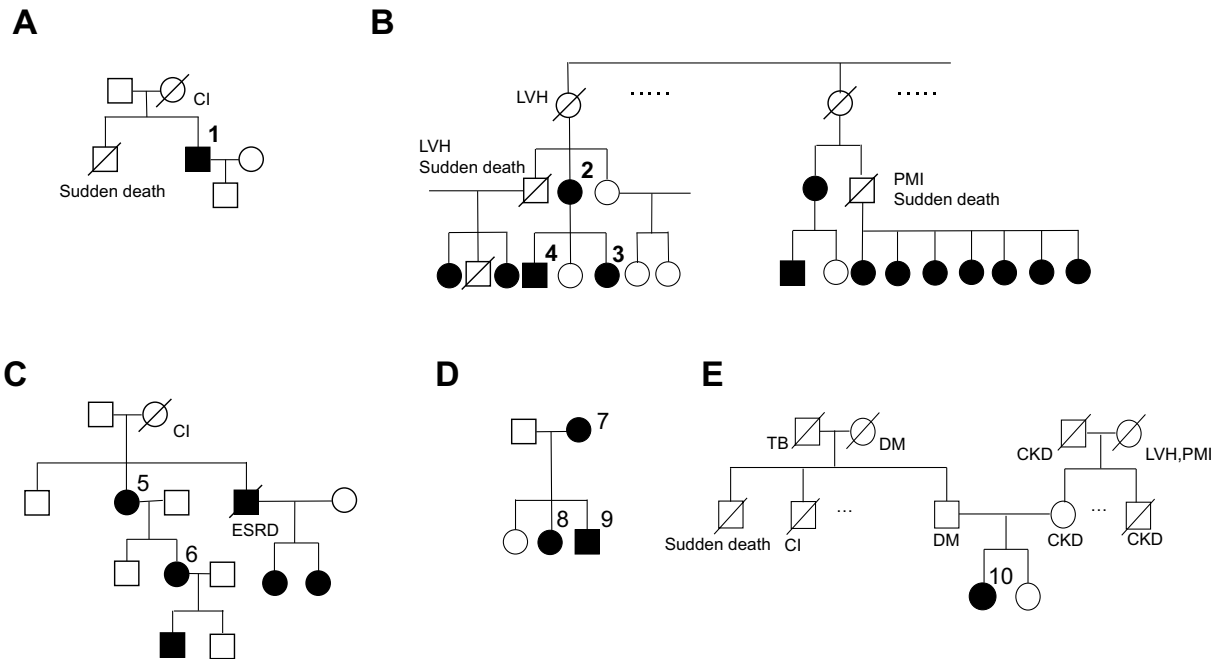 A
B
CI
1
Sudden death
LVH
.....
.....
LVH
Sudden death
2
PMI
Sudden death
4
3
C
D
E
CI
7
TB
DM
CKD
LVH,PMI
5
ESRD
8
9
...
...
Sudden death
CI
DM
CKD
CKD
6
10